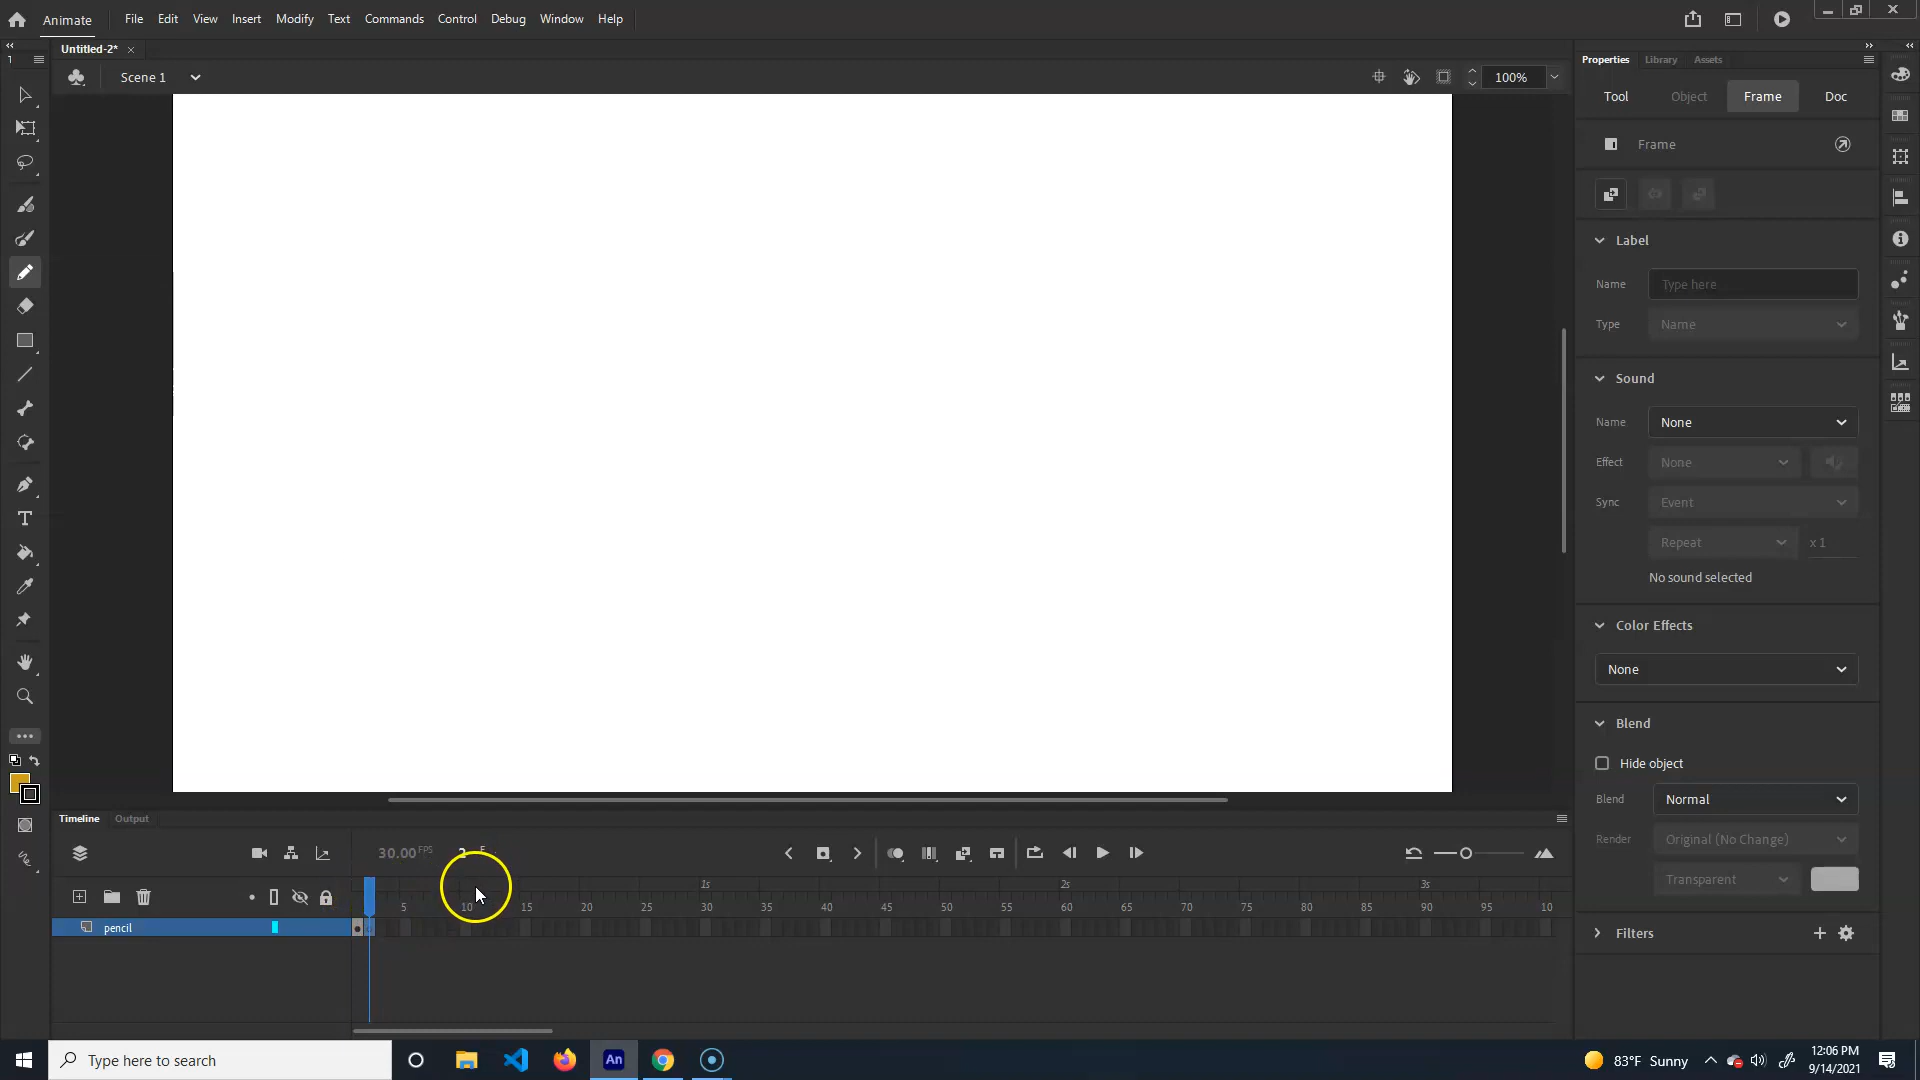 Animate File Edit View Insert Modify Text Commands Control Debug Window Help
Untitled-2*
Scene 1 100%
Properties Library Assets
Tool Object Frame Doc
Frame
Label
Name Type here
Type Name
Sound
Name None
Effect None
Sync Event
Repeat x 1
No sound selected
Color Effects
None
Blend
Hide object
Blend Normal
Render Original (No Change)
Transparent
Filters
Timeline Output
30.00 FPS 2 F
1s 2s 3s
5 10 15 20 25 30 35 40 45 50 55 60 65 70 75 80 85 90 95 10
pencil
Type here to search An 83°F Sunny 12:06 PM
9/14/2021